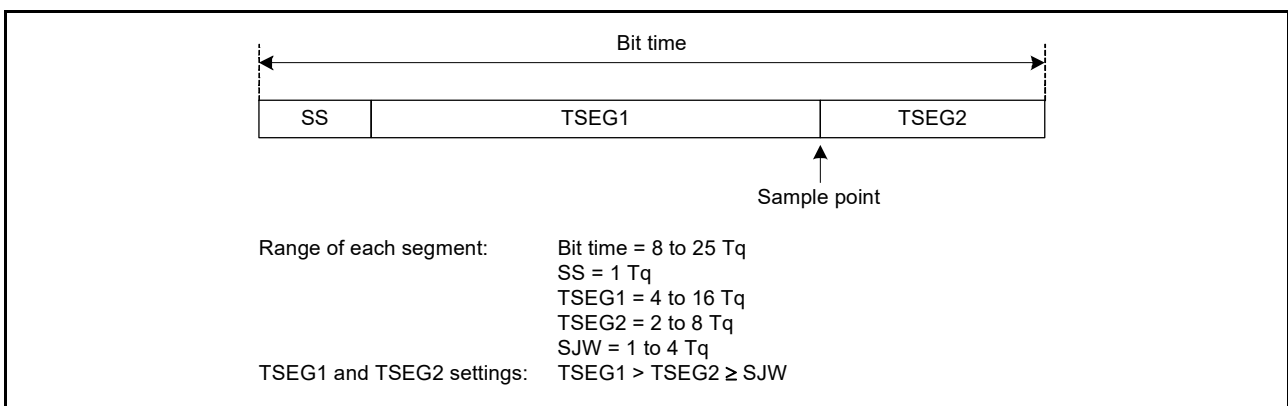 Bit time
SS TSEG1 TSEG2
Sample point
Range of each segment: Bit time = 8 to 25 Tq
SS = 1 Tq
TSEG1 = 4 to 16 Tq
TSEG2 = 2 to 8 Tq
SJW = 1 to 4 Tq
TSEG1 and TSEG2 settings: TSEG1 > TSEG2 ≥ SJW